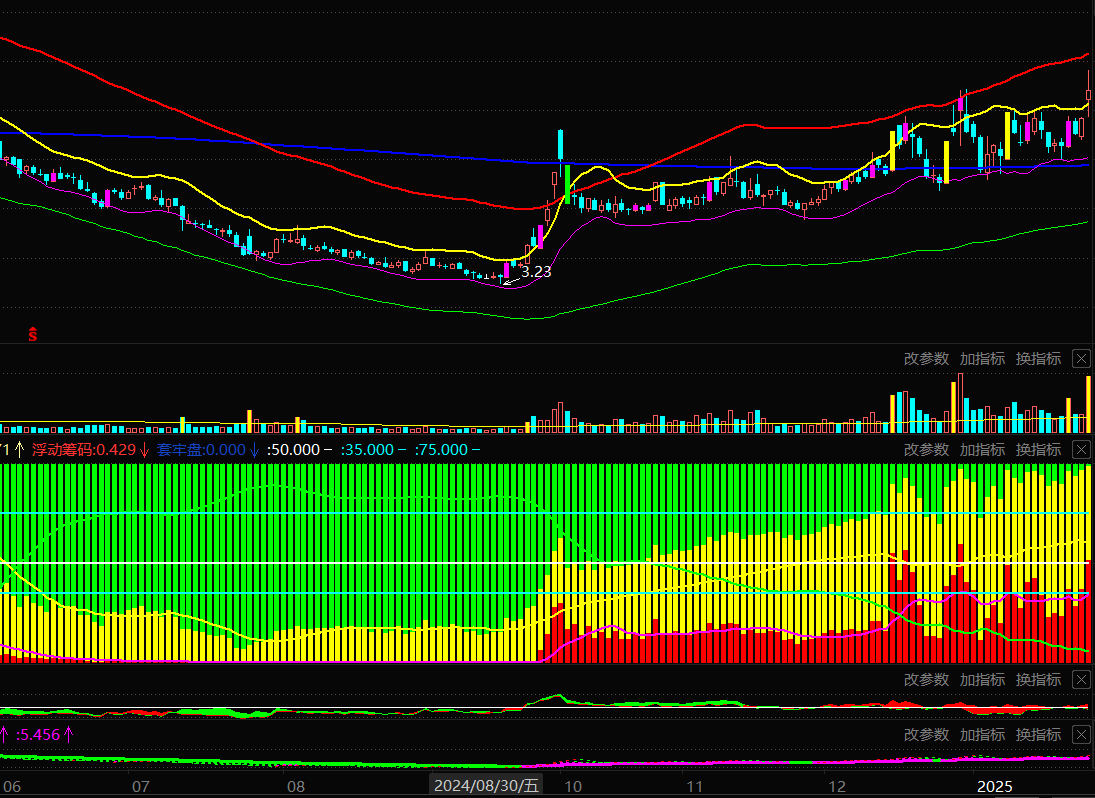 3.23
S
改参数 加指标 换指标
71↑ 浮动筹码:0.429↓ 套牢盘:0.000↓ :50.000− :35.000− :75.000−
改参数 加指标 换指标
改参数 加指标 换指标
↑ :5.456↑
改参数 加指标 换指标
06 07 08 2024/08/30/五 10 11 12 2025